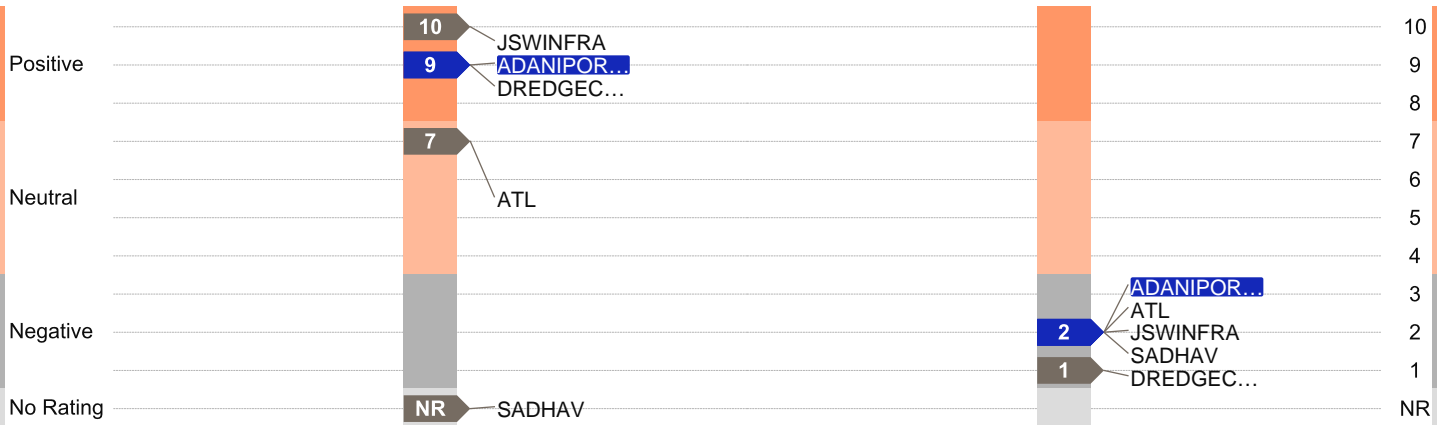 10
10
JSWINFRA
Positive
9
ADANIPOR...
9
DREDGEC...
8
7
7
6
Neutral
ATL
5
4
ADANIPOR...
3
ATL
Negative
2
JSWINFRA
2
SADHAV
1
DREDGEC...
1
No Rating
NR
SADHAV
NR